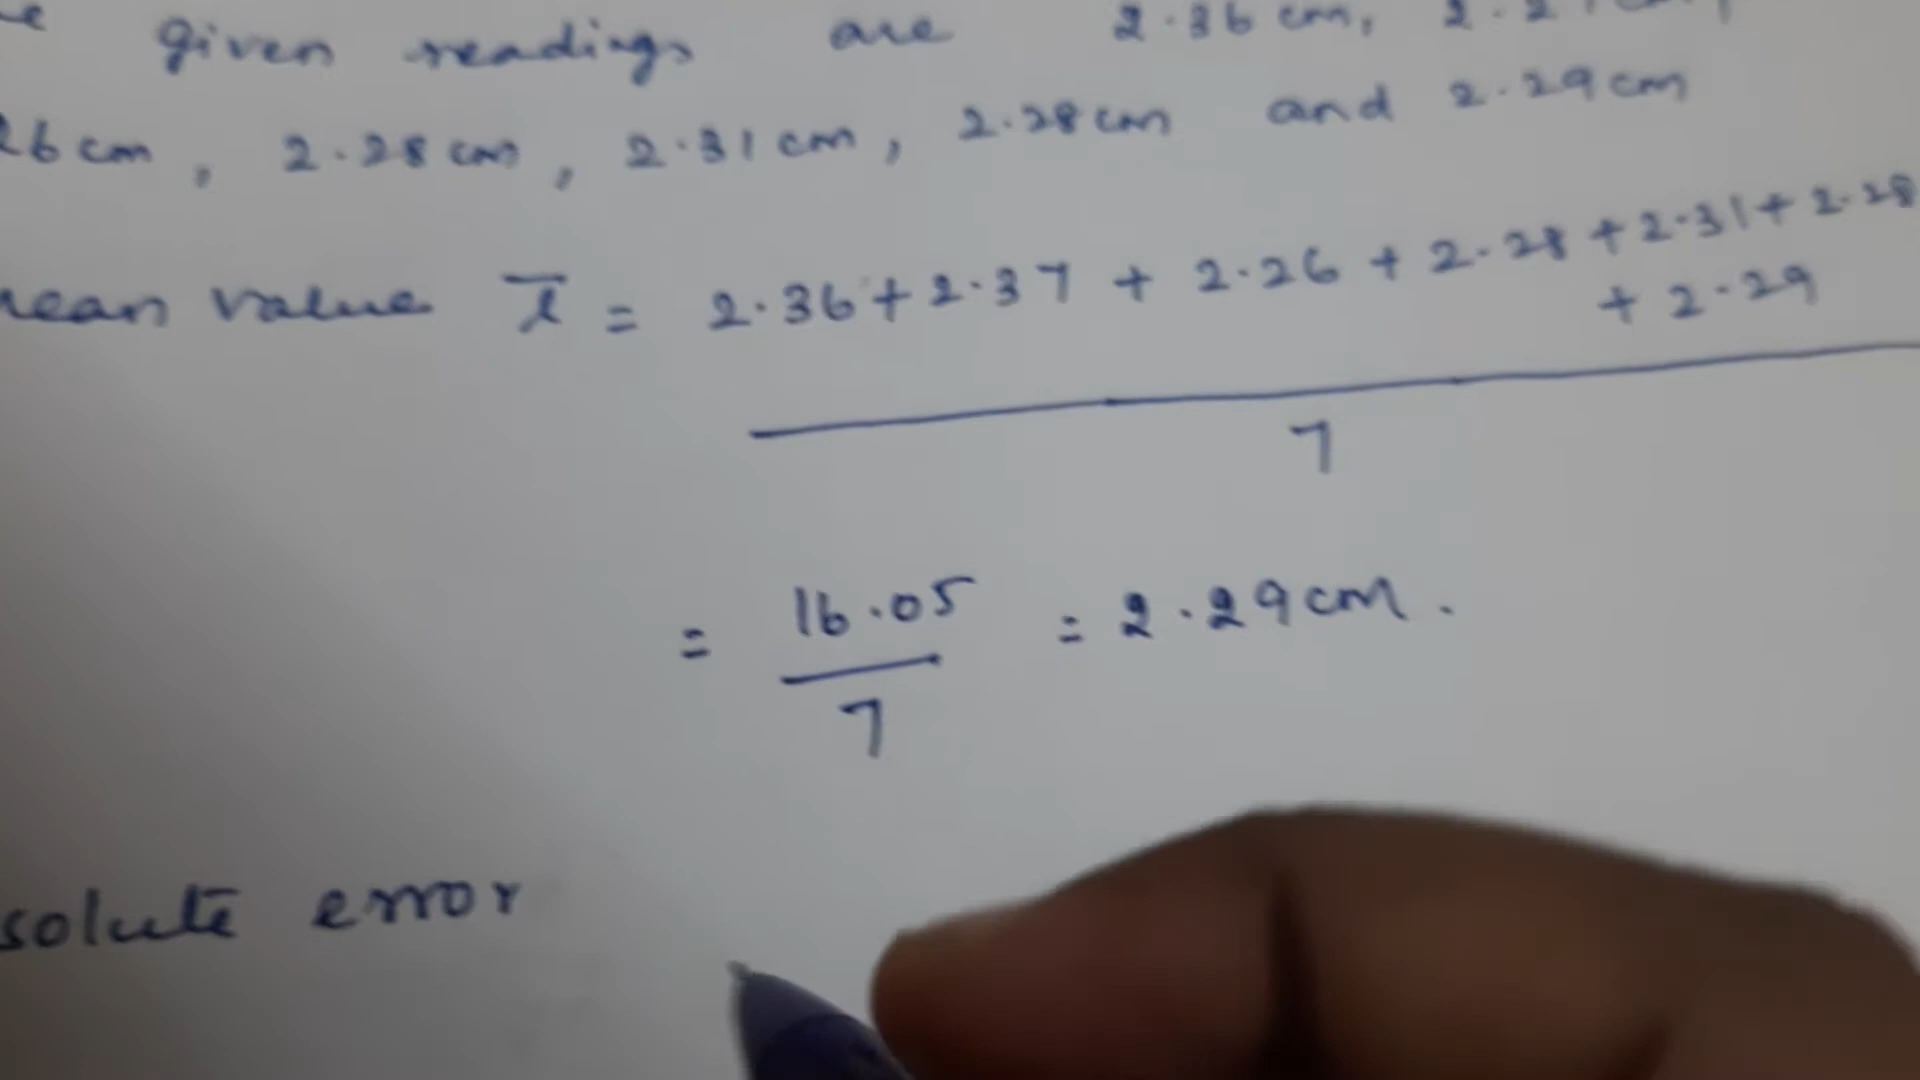 given readings are 2.36 cm,
26 cm, 2.28 cm, 2.31 cm, 2.28 cm and 2.29 cm
mean value l̅ = 2.36 + 2.37 + 2.26 + 2.28 + 2.31 + 2.28
+ 2.29
7
= 16.05 = 2.29 cm.
7
solute error